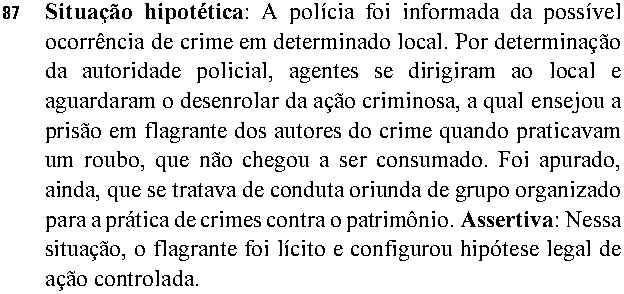 87 Situação hipotética: A polícia foi informada da possível
ocorrência de crime em determinado local. Por determinação
da autoridade policial, agentes se dirigiram ao local e
aguardaram o desenrolar da ação criminosa, a qual ensejou a
prisão em flagrante dos autores do crime quando praticavam
um roubo, que não chegou a ser consumado. Foi apurado,
ainda, que se tratava de conduta oriunda de grupo organizado
para a prática de crimes contra o patrimônio. Assertiva: Nessa
situação, o flagrante foi lícito e configurou hipótese legal de
ação controlada.